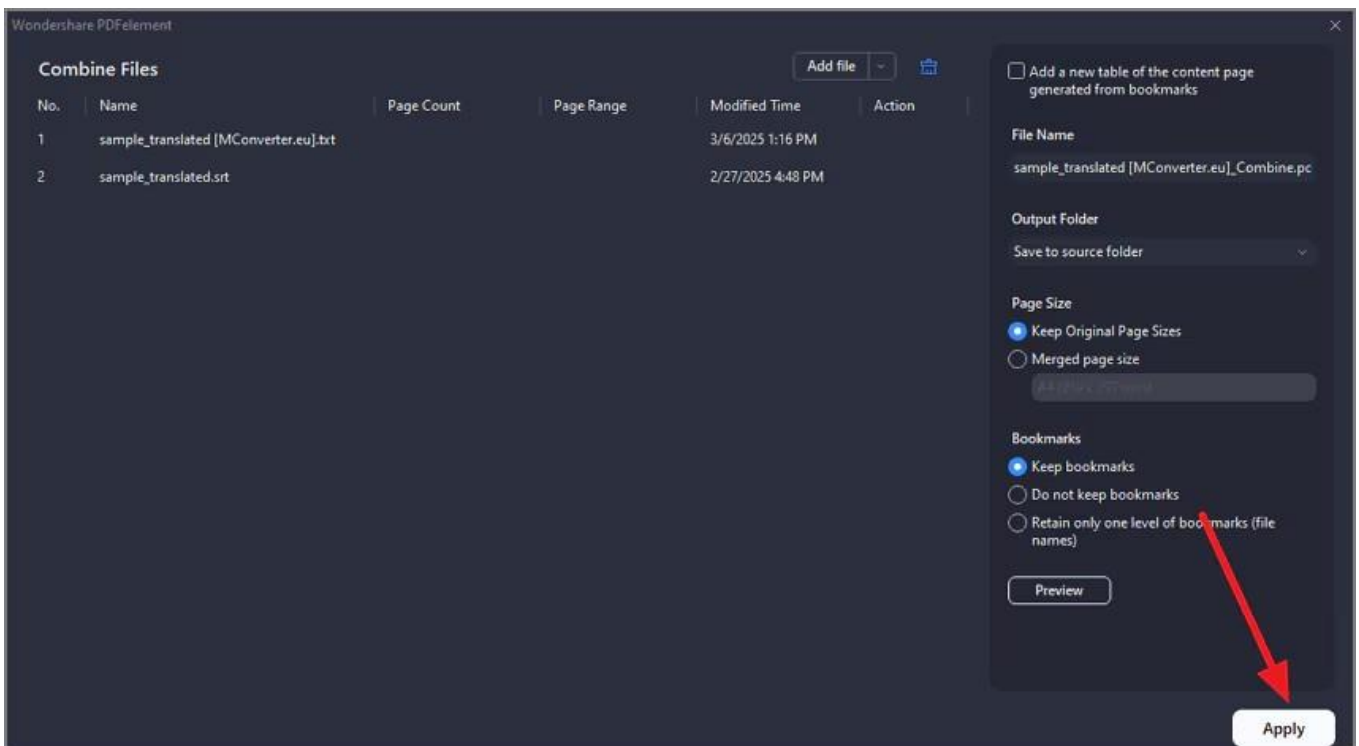 Wondershare PDFelement
Combine Files
Add file
No. Name Page Count Page Range Modified Time Action
1 sample_translated [MConverter.eu].txt 3/6/2025 1:16 PM
2 sample_translated.srt 2/27/2025 4:48 PM
Add a new table of the content page
generated from bookmarks
File Name
sample_translated [MConverter.eu]_Combine.pc
Output Folder
Save to source folder
Page Size
Keep Original Page Sizes
Merged page size
Bookmarks
Keep bookmarks
Do not keep bookmarks
Retain only one level of bookmarks (file
names)
Preview
Apply